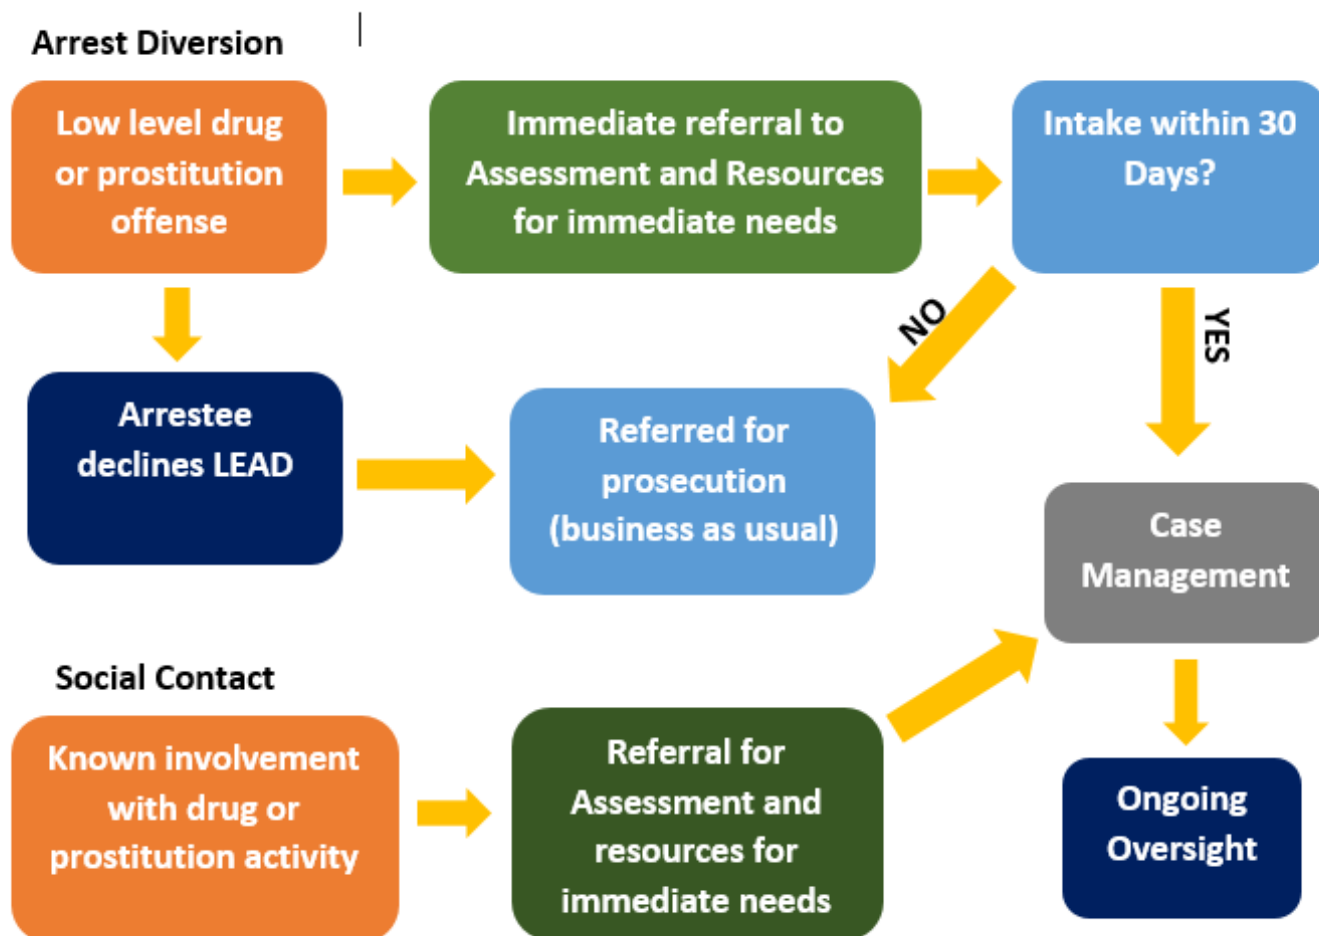 Arrest Diversion
Low level drug
or prostitution
offense
Immediate referral to
Assessment and Resources
for immediate needs
Intake within 30
Days?
NO
YES
Arrestee
declines LEAD
Referred for
prosecution
(business as usual)
Case
Management
Social Contact
Known involvement
with drug or
prostitution activity
Referral for
Assessment and
resources for
immediate needs
Ongoing
Oversight